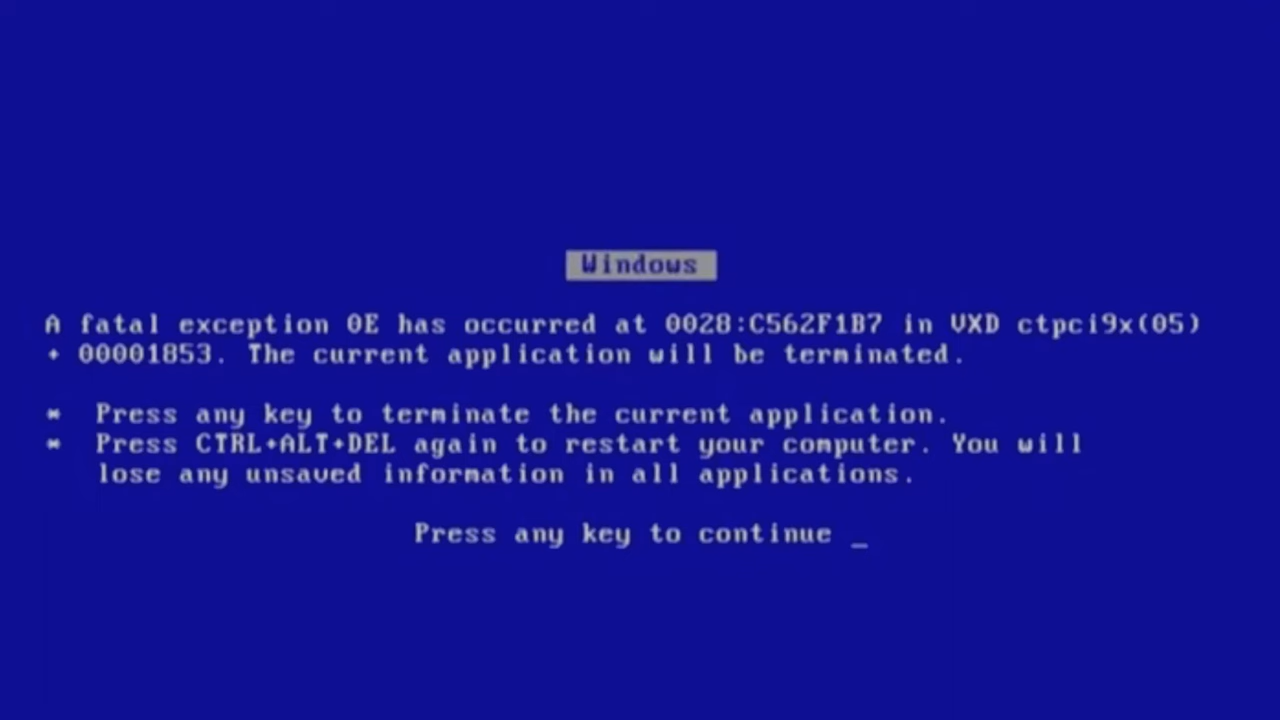 Windows
A fatal exception 0E has occurred at 0028:C562F1B7 in VXD ctpci9x(05)
+ 00001853. The current application will be terminated.
* Press any key to terminate the current application.
* Press CTRL+ALT+DEL again to restart your computer. You will
lose any unsaved information in all applications.
Press any key to continue _